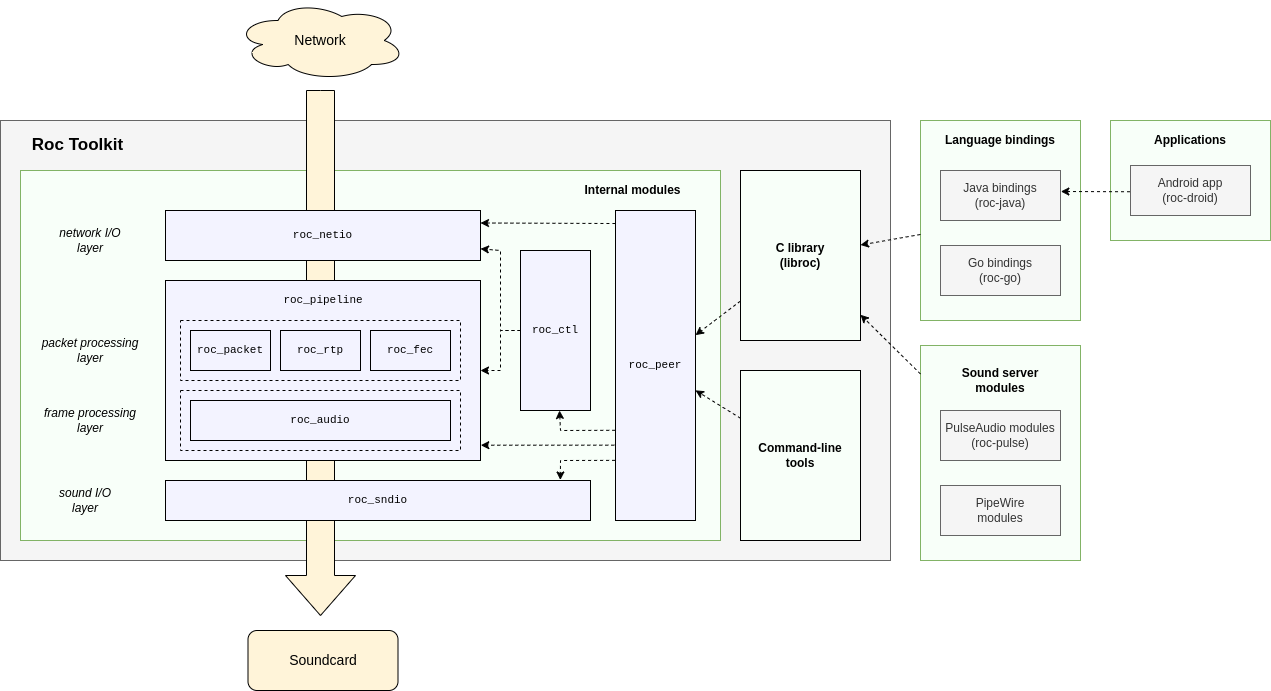 Network
Roc Toolkit
Internal modules
network I/O
layer
roc_netio
roc_pipeline
packet processing
layer
roc_packet
roc_rtp
roc_fec
frame processing
layer
roc_audio
sound I/O
layer
roc_sndio
roc_ctl
roc_peer
C library
(libroc)
Command-line
tools
Language bindings
Java bindings
(roc-java)
Go bindings
(roc-go)
Applications
Android app
(roc-droid)
Sound server
modules
PulseAudio modules
(roc-pulse)
PipeWire
modules
Soundcard